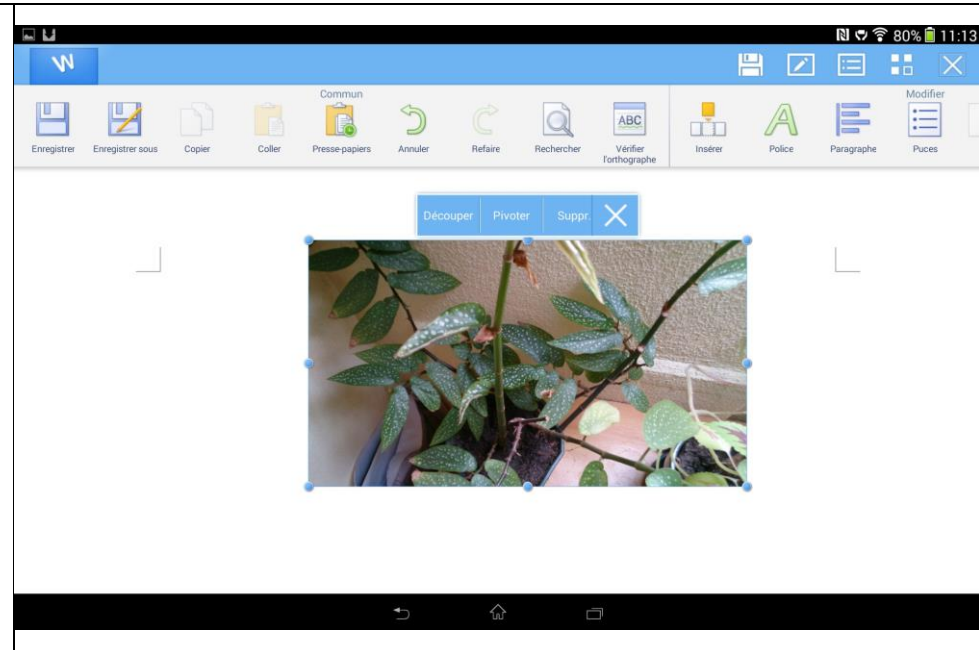 80% 11:13
W
Commun
Modifier
ABC
Enregistrer Enregistrer sous Copier Coller Presse-papiers Annuler Refaire Rechercher Vérifier l'orthographe Insérer Police Paragraphe Puces
Découper Pivoter Suppr.